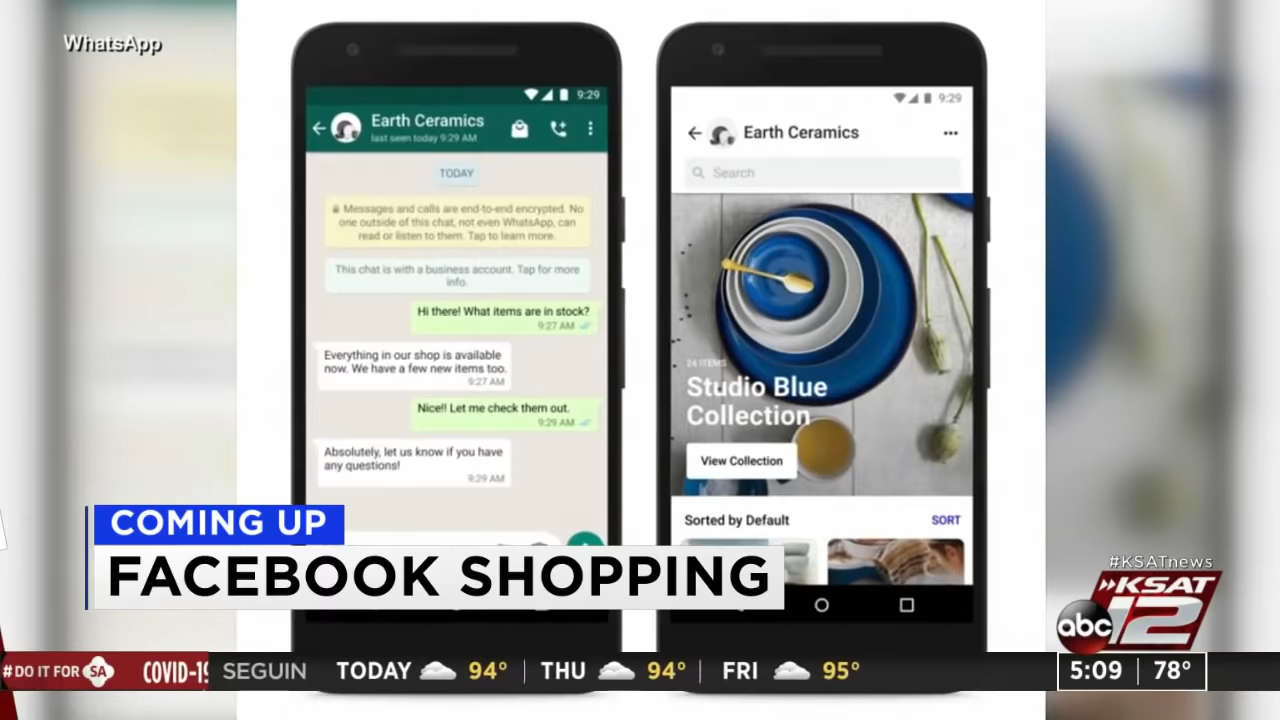 WhatsApp
9:29
Earth Ceramics
last seen today 9:29 AM
TODAY
Messages and calls are end-to-end encrypted. No
one outside of this chat, not even WhatsApp, can
read or listen to them. Tap to learn more.
This chat is with a business account. Tap for more
info.
Hi there! What items are in stock?
9:27 AM
Everything in our shop is available
now. We have a few new items too.
9:27 AM
Nice!! Let me check them out.
9:29 AM
Absolutely, let us know if you have
any questions!
9:29 AM
9:29
Earth Ceramics
Search
24 ITEMS
Studio Blue
Collection
View Collection
Sorted by Default
SORT
COMING UP
FACEBOOK SHOPPING
#KSATnews
KSAT
abc 12
#DO IT FOR SA
COVID-19
SEGUIN TODAY 94° THU 94° FRI 95°
5:09 78°